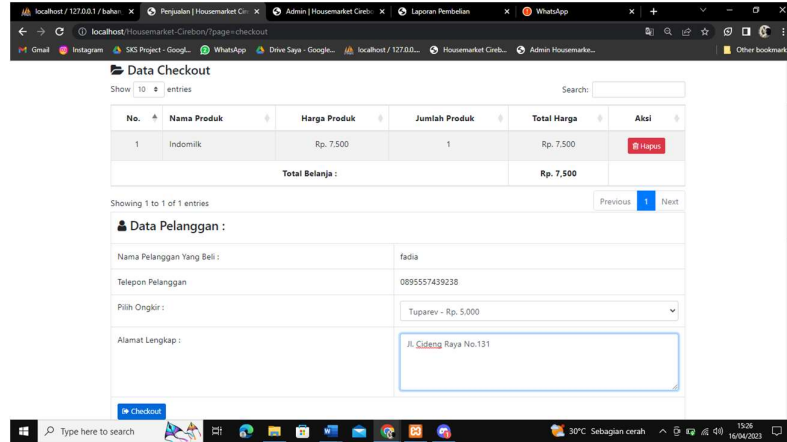 localhost / 127.0.0.1 / bahan
Penjualan | Housemarket Cir
Admin | Housemarket Cirebo
Laporan Pembelian
WhatsApp
localhost/Housemarket-Cirebon/?page=checkout
Gmail Instagram SKS Project - Googl... WhatsApp Drive Saya - Google... localhost / 127.0.0.... Housemarket Cireb... Admin Housemarke... Other bookmark
Data Checkout
Show 10 entries Search:
No. Nama Produk Harga Produk Jumlah Produk Total Harga Aksi
1 Indomilk Rp. 7.500 1 Rp. 7.500 Hapus
Total Belanja : Rp. 7,500
Showing 1 to 1 of 1 entries Previous 1 Next
Data Pelanggan :
Nama Pelanggan Yang Beli : fadia
Telepon Pelanggan 0895557439238
Pilih Ongkir : Tuparev - Rp. 5.000
Alamat Lengkap : Jl. Cideng Raya No.131
Checkout
Type here to search 30°C Sebagian cerah 15:26
16/04/2023